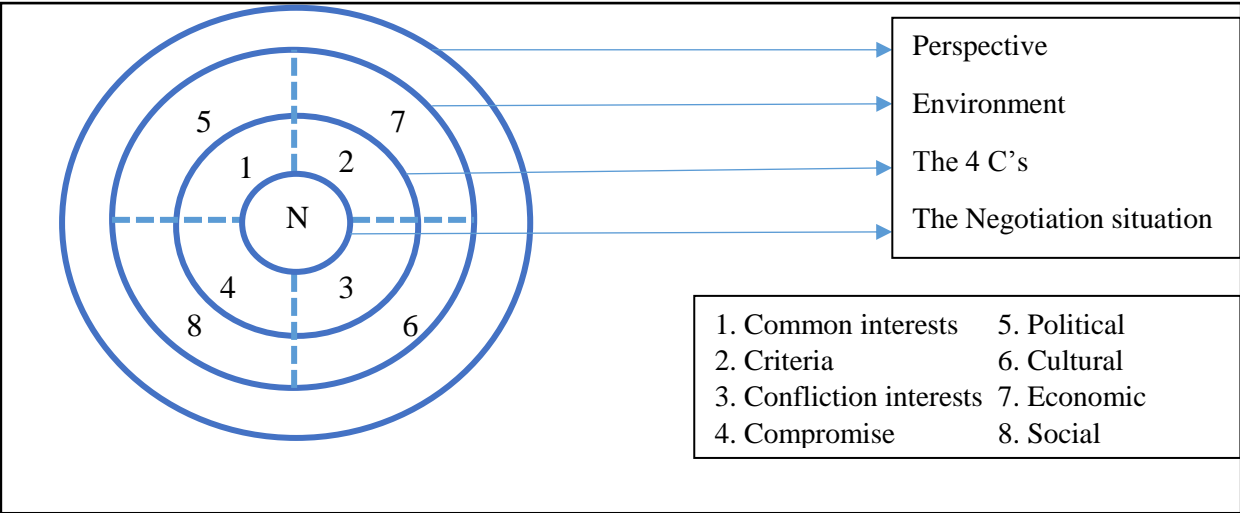 5
7
1
2
N
4
3
8
6
Perspective
Environment
The 4 C’s
The Negotiation situation
1. Common interests 5. Political
2. Criteria 6. Cultural
3. Confliction interests 7. Economic
4. Compromise 8. Social